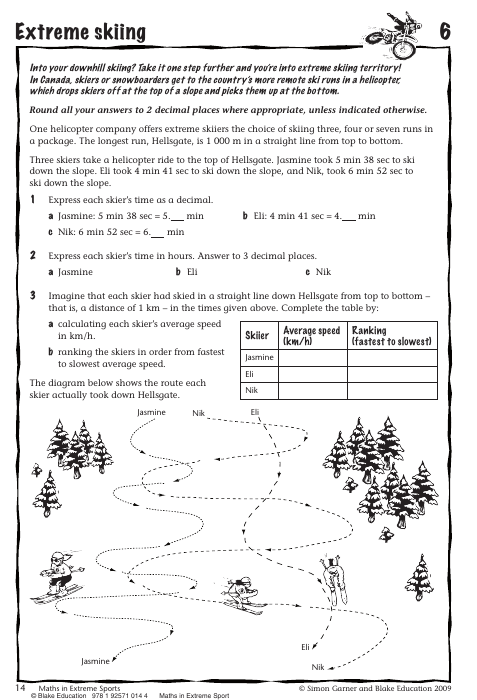 Extreme skiing
6
Into your downhill skiing? Take it one step further and you're into extreme skiing territory!
In Canada, skiers or snowboarders get to the country's more remote ski runs in a helicopter,
which drops skiers off at the top of a slope and picks them up at the bottom.
Round all your answers to 2 decimal places where appropriate, unless indicated otherwise.
One helicopter company offers extreme skiiers the choice of skiing three, four or seven runs in
a package. The longest run, Hellsgate, is 1 000 m in a straight line from top to bottom.
Three skiers take a helicopter ride to the top of Hellsgate. Jasmine took 5 min 38 sec to ski
down the slope. Eli took 4 min 41 sec to ski down the slope, and Nik, took 6 min 52 sec to
ski down the slope.
1 Express each skier's time as a decimal.
a Jasmine: 5 min 38 sec = 5.__ min b Eli: 4 min 41 sec = 4.__ min
c Nik: 6 min 52 sec = 6.__ min
2 Express each skier's time in hours. Answer to 3 decimal places.
a Jasmine b Eli c Nik
3 Imagine that each skier had skied in a straight line down Hellsgate from top to bottom –
that is, a distance of 1 km – in the times given above. Complete the table by:
a calculating each skier's average speed
in km/h.
b ranking the skiers in order from fastest
to slowest average speed.
Skiier Average speed (km/h) Ranking (fastest to slowest)
Jasmine
Eli
Nik
The diagram below shows the route each
skier actually took down Hellsgate.
Jasmine Nik Eli
Eli
Jasmine
Nik
14 Maths in Extreme Sports © Simon Garner and Blake Education 2009
© Blake Education 978 1 92571 014 4 Maths in Extreme Sport